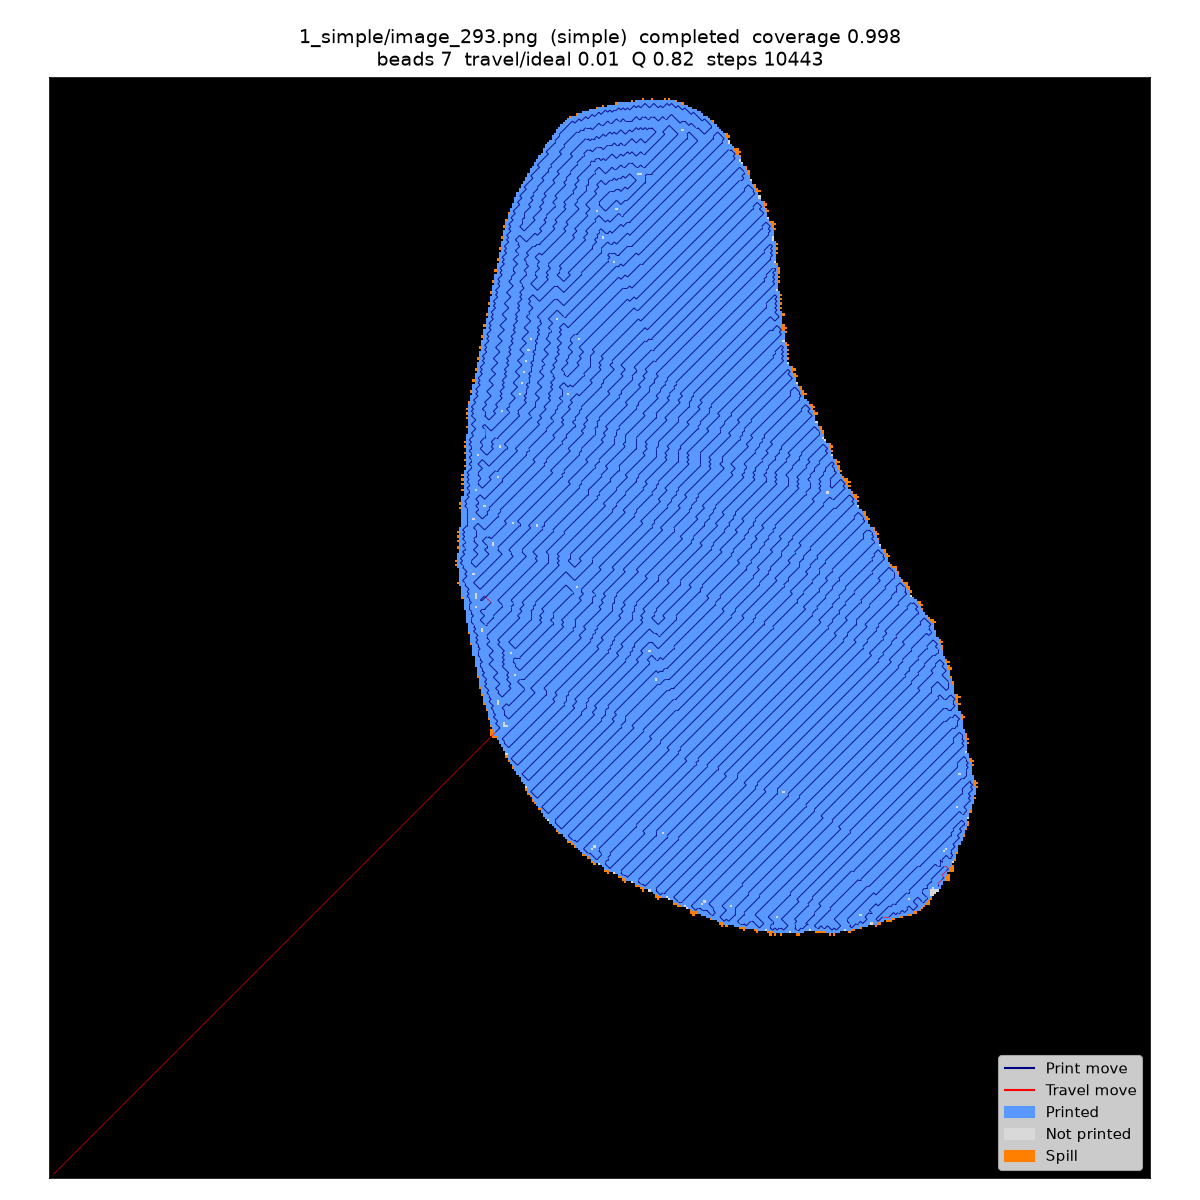 1_simple/image_293.png  (simple)  completed  coverage 0.998
beads 7  travel/ideal 0.01  Q 0.82  steps 10443
Print move
Travel move
Printed
Not printed
Spill